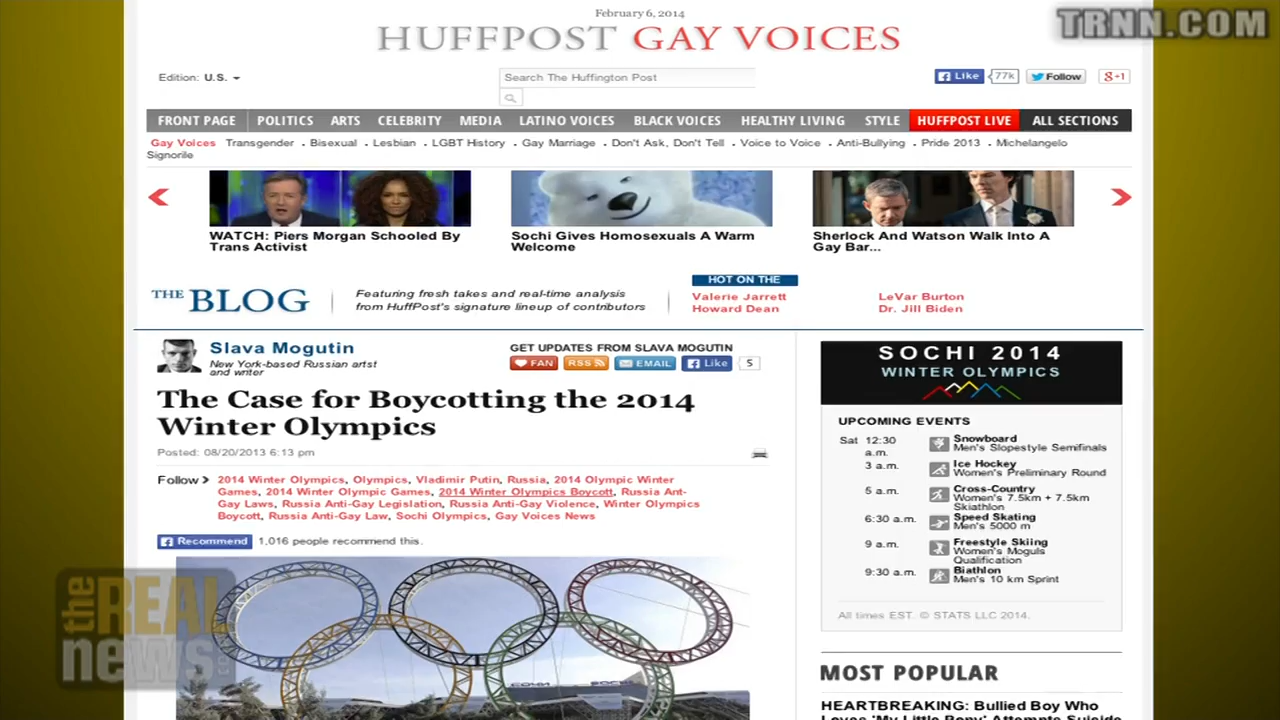 February 6, 2014
TRNN.COM
HUFFPOST GAY VOICES
Edition: U.S.
Search The Huffington Post
Like 77k Follow +1
FRONT PAGE POLITICS ARTS CELEBRITY MEDIA LATINO VOICES BLACK VOICES HEALTHY LIVING STYLE HUFFPOST LIVE ALL SECTIONS
Gay Voices Transgender • Bisexual • Lesbian • LGBT History • Gay Marriage • Don't Ask, Don't Tell • Voice to Voice • Anti-Bullying • Pride 2013 • Michelangelo
Signorile
WATCH: Piers Morgan Schooled By
Trans Activist
Sochi Gives Homosexuals A Warm
Welcome
Sherlock And Watson Walk Into A
Gay Bar...
THE BLOG
Featuring fresh takes and real-time analysis
from HuffPost's signature lineup of contributors
HOT ON THE
Valerie Jarrett
Howard Dean
LeVar Burton
Dr. Jill Biden
Slava Mogutin
New York-based Russian artist
and writer
GET UPDATES FROM SLAVA MOGUTIN
FAN RSS EMAIL Like 5
The Case for Boycotting the 2014
Winter Olympics
Posted: 08/20/2013 6:13 pm
Follow
2014 Winter Olympics, Olympics, Vladimir Putin, Russia, 2014 Olympic Winter
Games, 2014 Winter Olympic Games, 2014 Winter Olympics Boycott, Russia Ant-
Gay Laws, Russia Anti-Gay Legislation, Russia Anti-Gay Violence, Winter Olympics
Boycott, Russia Anti-Gay Law, Sochi Olympics, Gay Voices News
Recommend 1,016 people recommend this.
the REAL
news
SOCHI 2014
WINTER OLYMPICS
UPCOMING EVENTS
Sat 12:30
a.m.
Snowboard
Men's Slopestyle Semifinals
3 a.m.
Ice Hockey
Women's Preliminary Round
5 a.m.
Cross-Country
Women's 7.5km + 7.5km
Skiathlon
6:30 a.m.
Speed Skating
Men's 5000 m
9 a.m.
Freestyle Skiing
Women's Moguls
Qualification
9:30 a.m.
Biathlon
Men's 10 km Sprint
All times EST. © STATS LLC 2014.
MOST POPULAR
HEARTBREAKING: Bullied Boy Who
Loves 'My Little Pony' Attempts Suicide